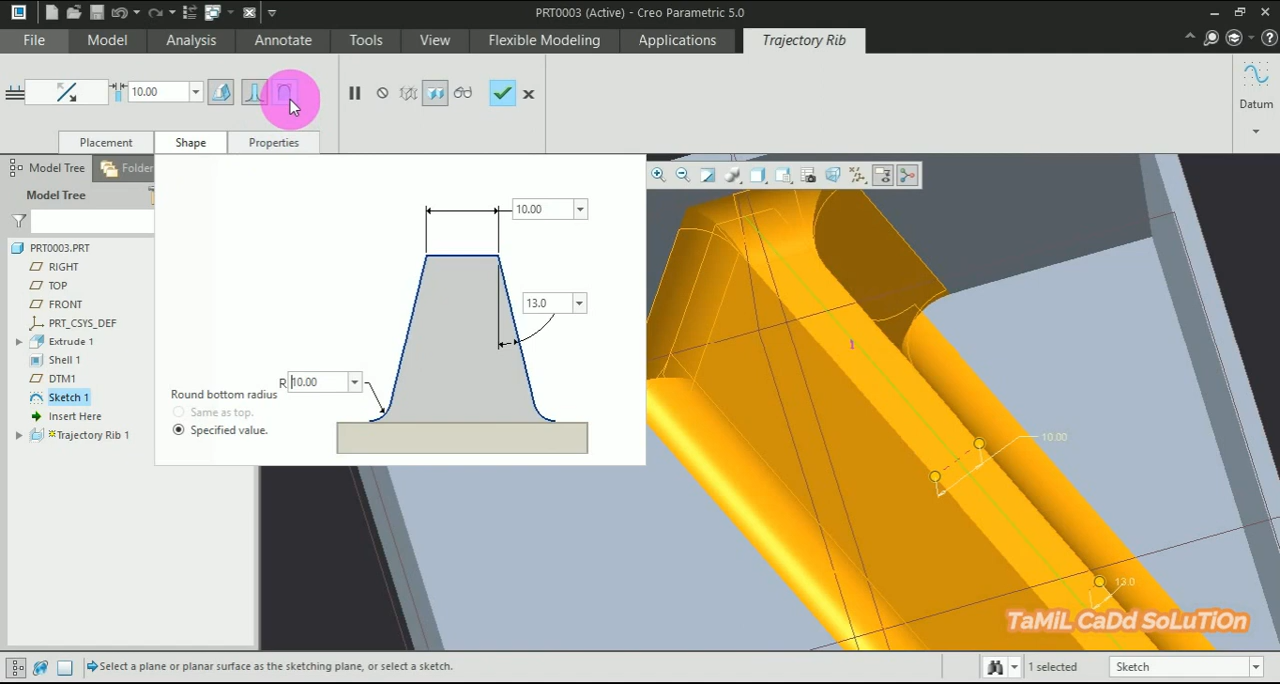 PRT0003 (Active) - Creo Parametric 5.0
File Model Analysis Annotate Tools View Flexible Modeling Applications Trajectory Rib
10.00
Datum
Placement Shape Properties
Model Tree Folder
Model Tree
PRT0003.PRT
RIGHT
TOP
FRONT
PRT_CSYS_DEF
Extrude 1
Shell 1
DTM1
Sketch 1
Insert Here
*Trajectory Rib 1
10.00
13.0
R 10.00
Round bottom radius
Same as top.
Specified value.
1
10.00
13.0
TaMiL CaDd SoLuTiOn
Select a plane or planar surface as the sketching plane, or select a sketch.
1 selected
Sketch